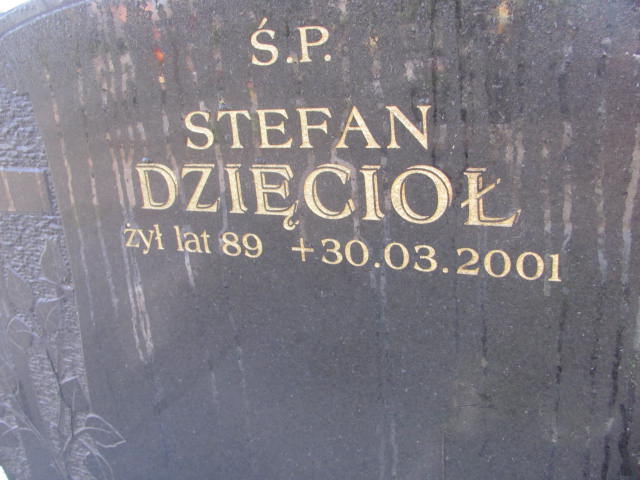 Ś.P.
STEFAN
DZIĘCIOŁ
żył lat 89 +30.03.2001